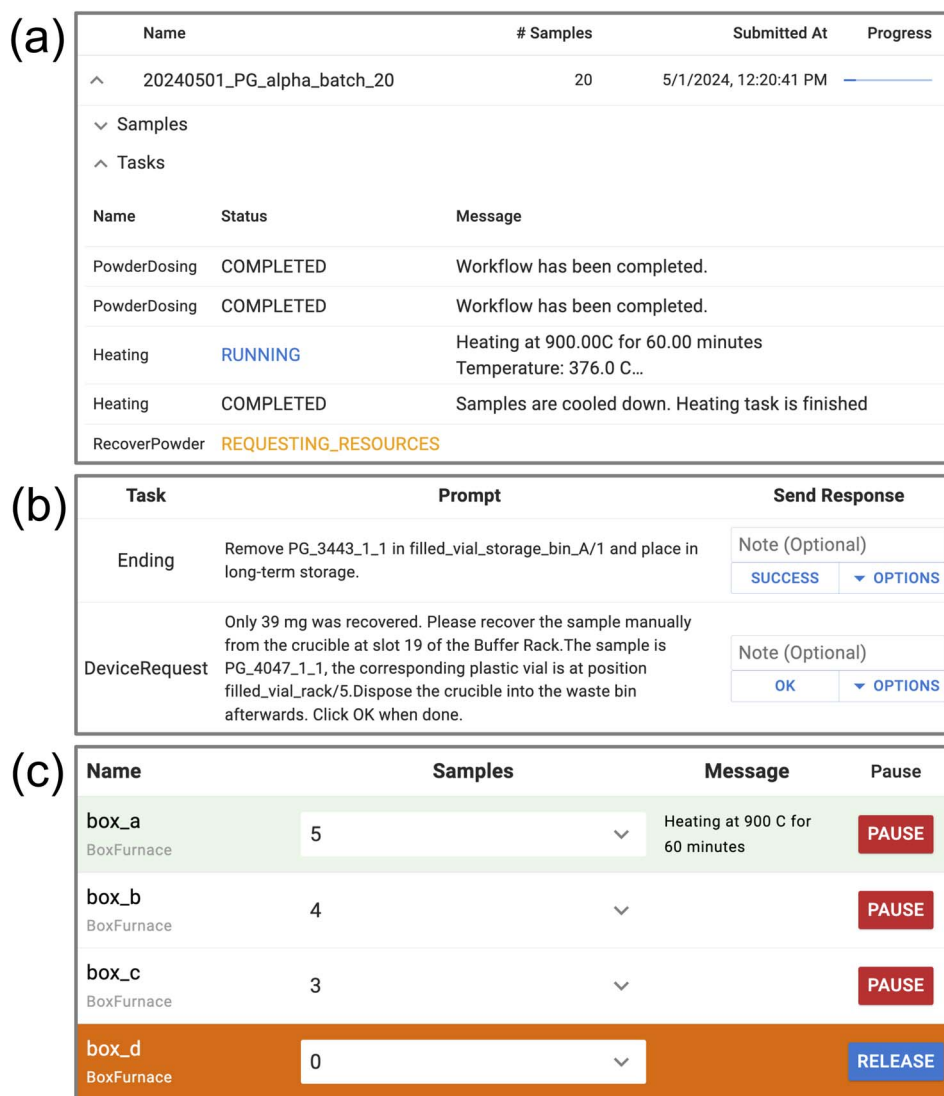 (a)
Name # Samples Submitted At Progress
20240501_PG_alpha_batch_20 20 5/1/2024, 12:20:41 PM
Samples
Tasks
Name Status Message
PowderDosing COMPLETED Workflow has been completed.
PowderDosing COMPLETED Workflow has been completed.
Heating RUNNING Heating at 900.00C for 60.00 minutes
Temperature: 376.0 C...
Heating COMPLETED Samples are cooled down. Heating task is finished
RecoverPowder REQUESTING_RESOURCES
(b)
Task Prompt Send Response
Ending
Remove PG_3443_1_1 in filled_vial_storage_bin_A/1 and place in
long-term storage.
Note (Optional)
SUCCESS OPTIONS
DeviceRequest
Only 39 mg was recovered. Please recover the sample manually
from the crucible at slot 19 of the Buffer Rack.The sample is
PG_4047_1_1, the corresponding plastic vial is at position
filled_vial_rack/5.Dispose the crucible into the waste bin
afterwards. Click OK when done.
Note (Optional)
OK OPTIONS
(c)
Name Samples Message Pause
box_a
BoxFurnace
5
Heating at 900 C for
60 minutes
PAUSE
box_b
BoxFurnace
4
PAUSE
box_c
BoxFurnace
3
PAUSE
box_d
BoxFurnace
0
RELEASE